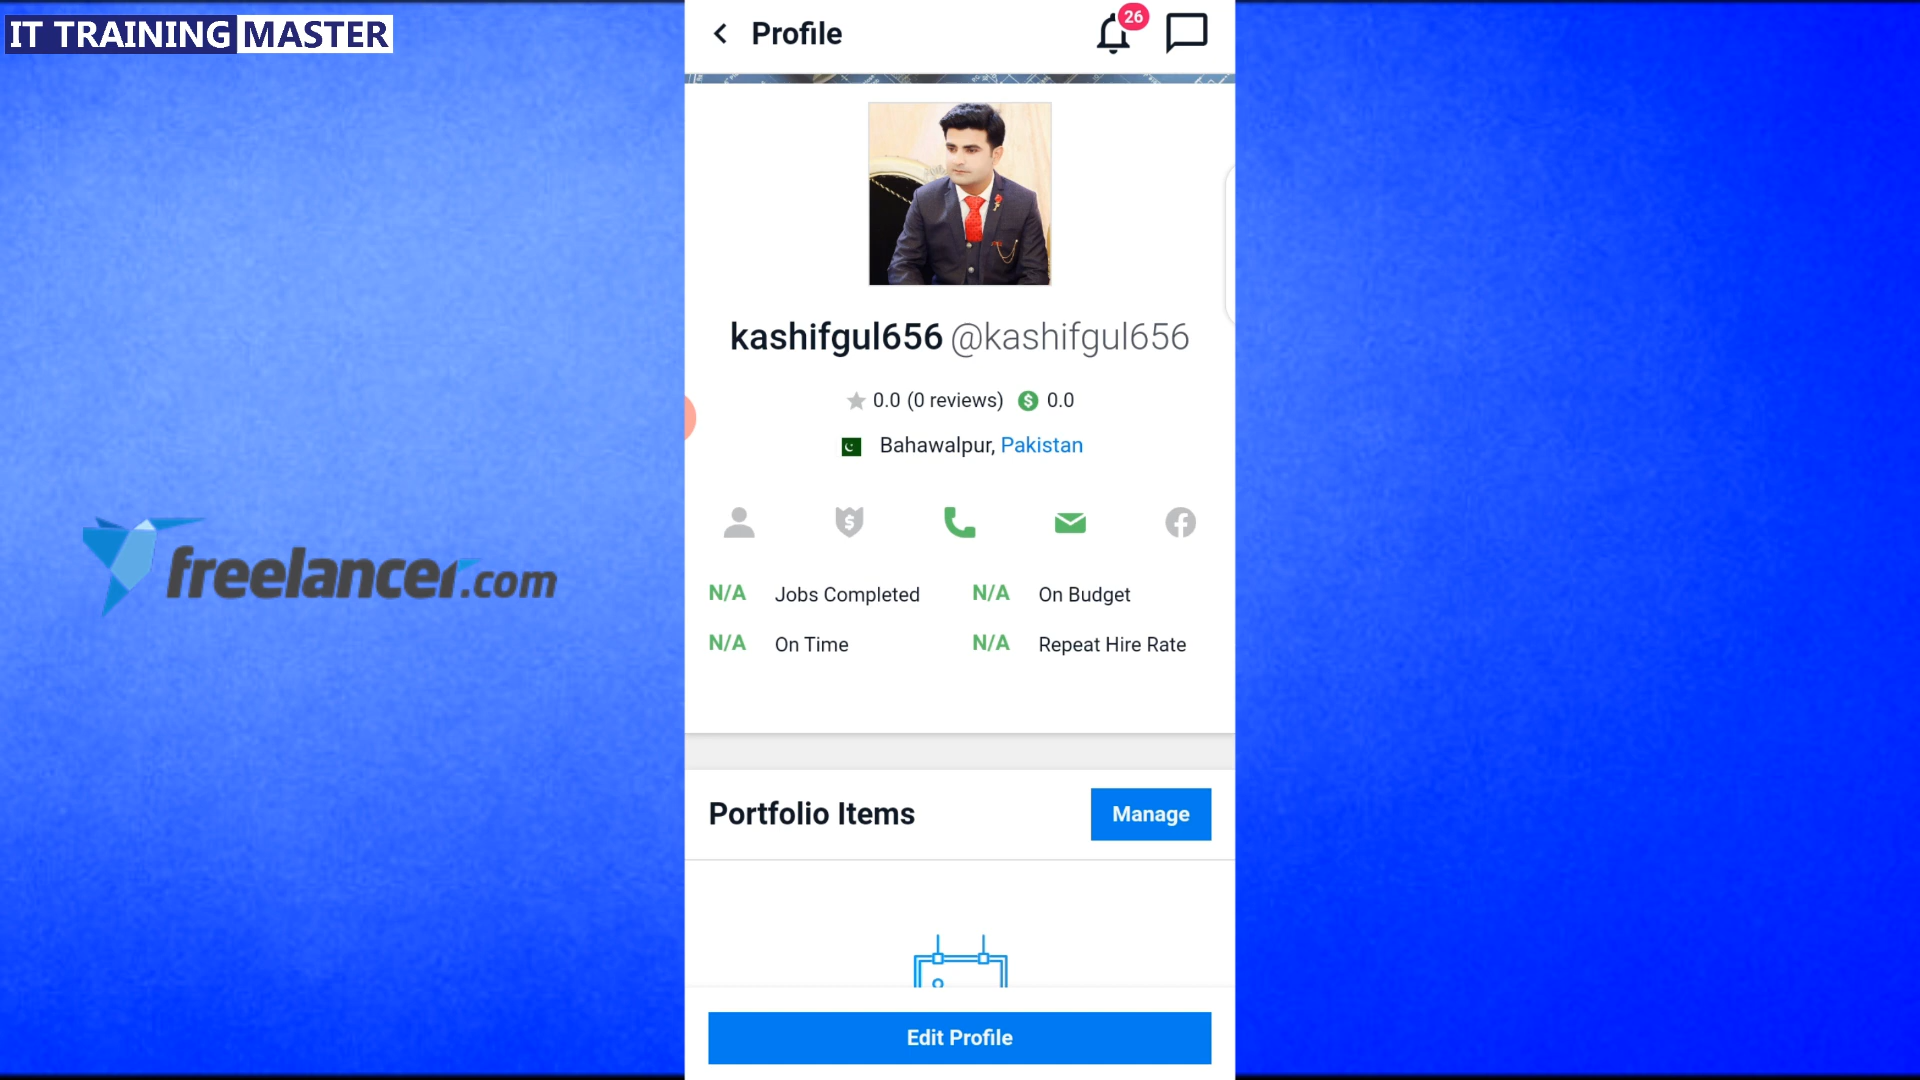 IT TRAINING MASTER
Profile
26
kashifgul656 @kashifgul656
0.0 (0 reviews) $ 0.0
Bahawalpur, Pakistan
$
N/A Jobs Completed N/A On Budget
N/A On Time N/A Repeat Hire Rate
freelancer.com
Portfolio Items Manage
Edit Profile